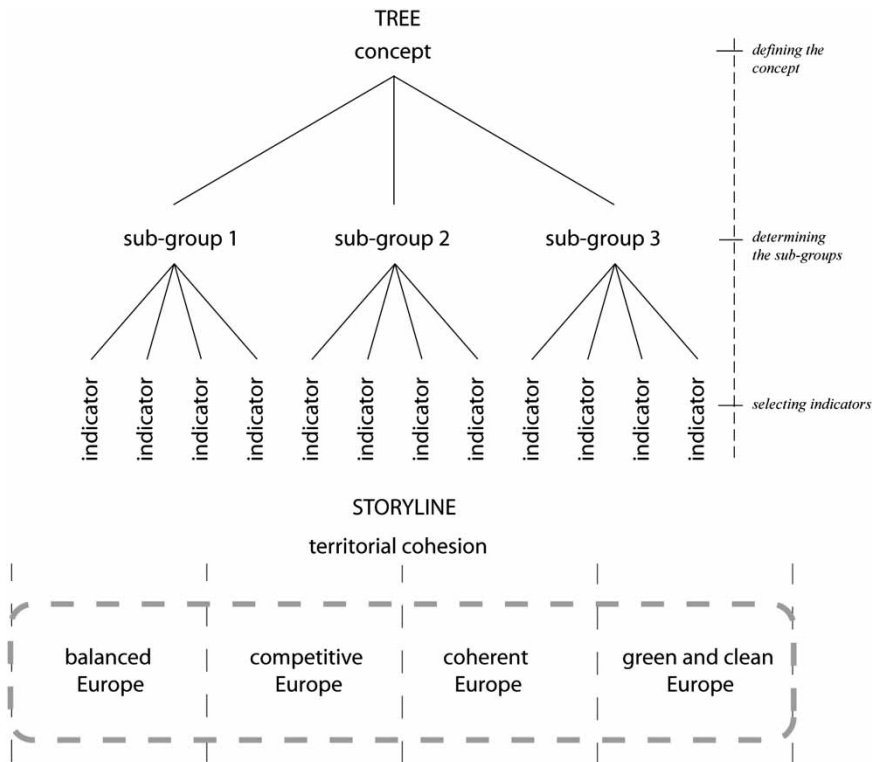 TREE
concept
defining the
concept
sub-group 1 sub-group 2 sub-group 3
determining
the sub-groups
indicator indicator indicator indicator indicator indicator indicator indicator indicator indicator indicator indicator
selecting indicators
STORYLINE
territorial cohesion
balanced
Europe
competitive
Europe
coherent
Europe
green and clean
Europe